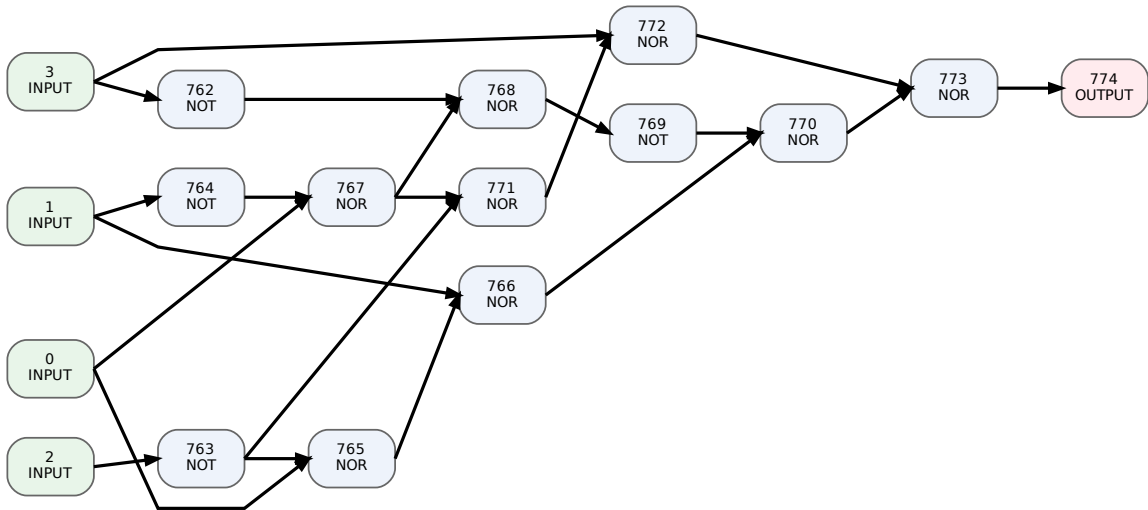 772
NOR
3
INPUT
762
NOT
768
NOR
773
NOR
774
OUTPUT
769
NOT
770
NOR
1
INPUT
764
NOT
767
NOR
771
NOR
766
NOR
0
INPUT
2
INPUT
763
NOT
765
NOR